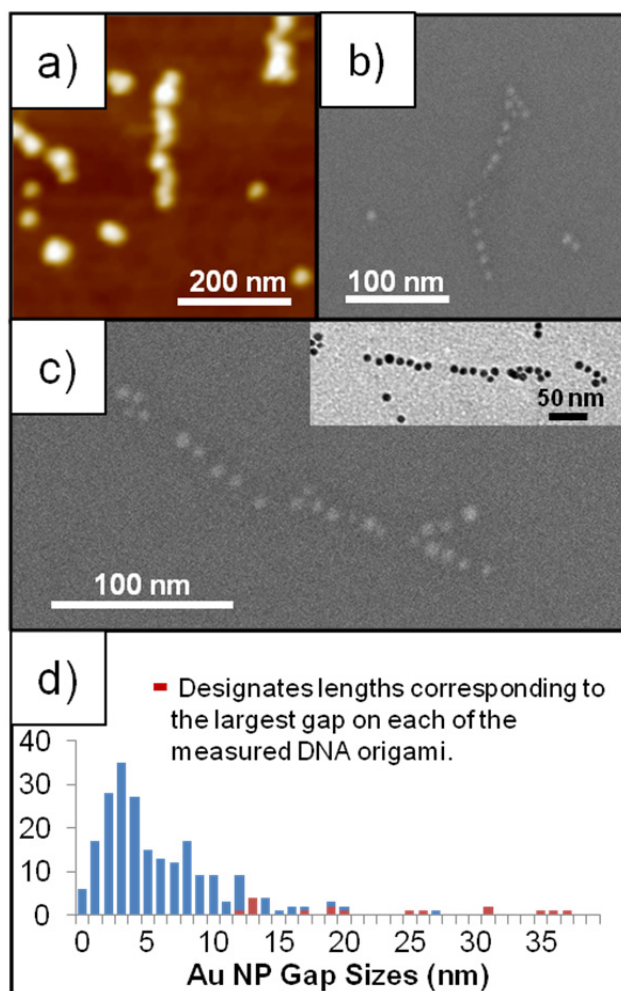 a)
200 nm
b)
100 nm
c)
50 nm
100 nm
d)
Designates lengths corresponding to
the largest gap on each of the
measured DNA origami.
40
30
20
10
0
0 5 10 15 20 25 30 35
Au NP Gap Sizes (nm)